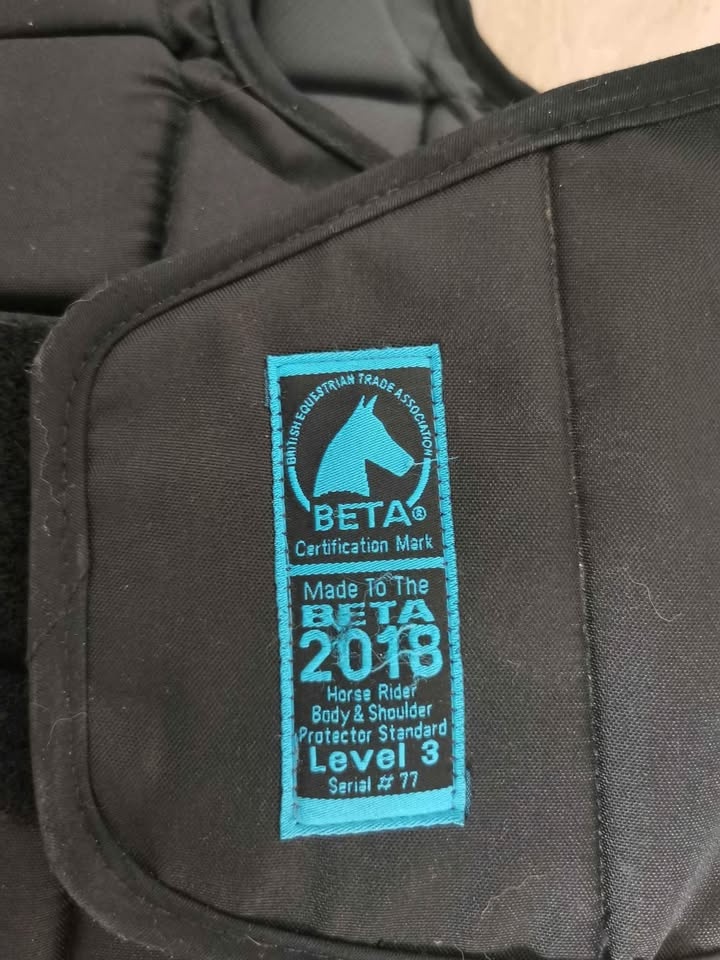 BRITISH EQUESTRIAN TRADE ASSOCIATION
BETA®
Certification Mark
Made To The
BETA
2018
Horse Rider
Body & Shoulder
Protector Standard
Level 3
Serial # 77